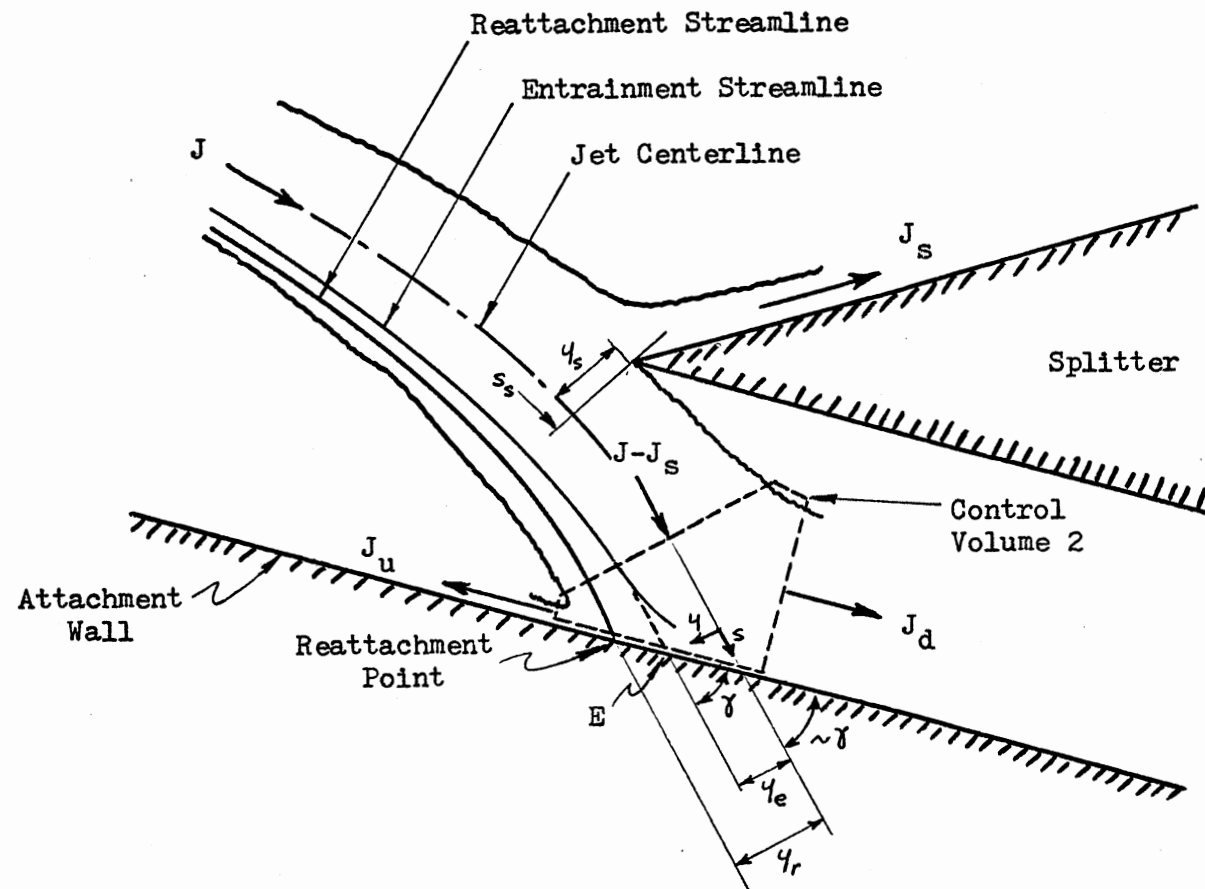 Reattachment Streamline
Entrainment Streamline
J
Jet Centerline
J_s
y_s
s_s
Splitter
J-J_s
Control
Volume 2
J_u
Attachment
Wall
J_d
y
s
Reattachment
Point
E
γ
~γ
y_e
y_r